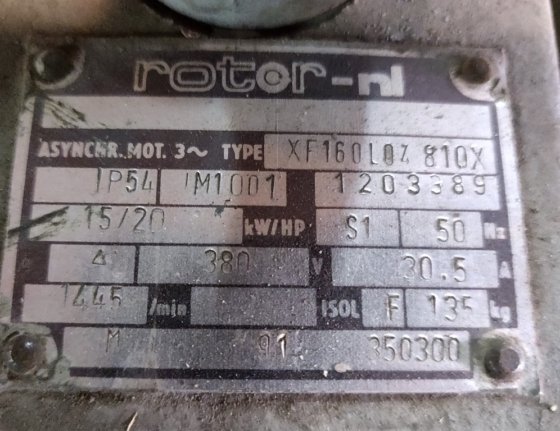 rotor-nl
ASYNCHR. MOT. 3~ TYPE XF160L04 810X
IP54 IM1001 1203389
15/20 kW/HP S1 50 Hz
380 V 30.5 A
1445 /min ISOL F 135 kg
M 91 350300